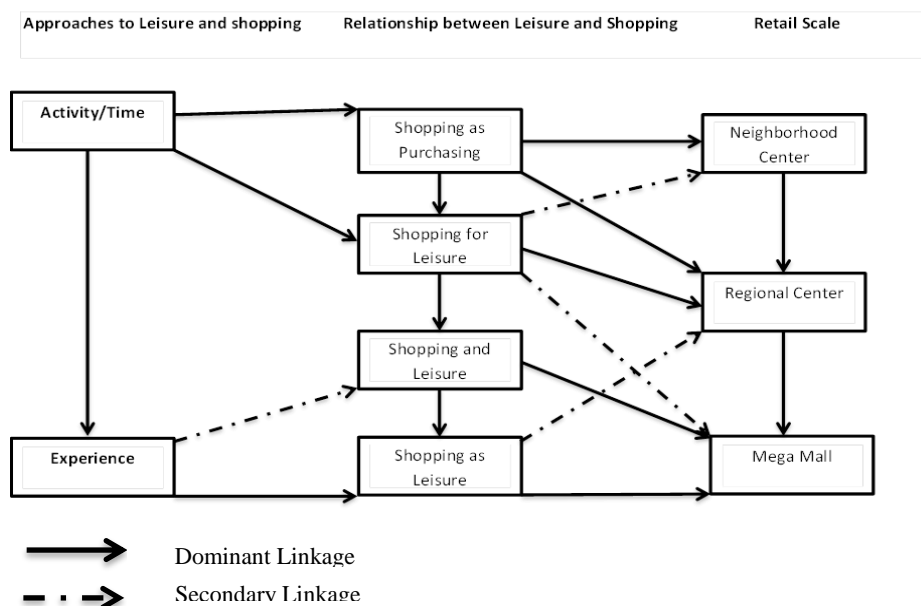 Approaches to Leisure and shopping
Relationship between Leisure and Shopping
Retail Scale
Activity/Time
Shopping as
Purchasing
Neighborhood
Center
Shopping for
Leisure
Regional Center
Shopping and
Leisure
Experience
Shopping as
Leisure
Mega Mall
Dominant Linkage
Secondary Linkage